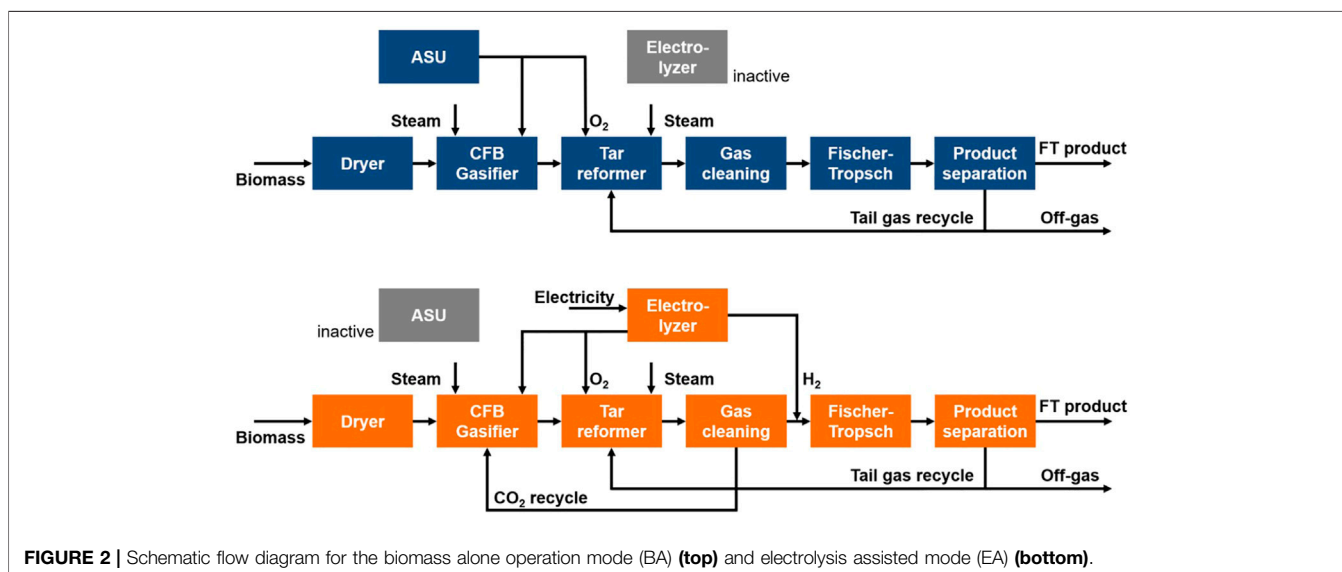 ASU
Electro-
lyzer
inactive
Steam
O₂
Steam
Biomass
Dryer
CFB
Gasifier
Tar
reformer
Gas
cleaning
Fischer-
Tropsch
Product
separation
FT product
Tail gas recycle
Off-gas
Electricity
Electro-
lyzer
inactive
ASU
Steam
O₂
Steam
H₂
Biomass
Dryer
CFB
Gasifier
Tar
reformer
Gas
cleaning
Fischer-
Tropsch
Product
separation
FT product
Tail gas recycle
Off-gas
CO₂ recycle
FIGURE 2 | Schematic flow diagram for the biomass alone operation mode (BA) (top) and electrolysis assisted mode (EA) (bottom).